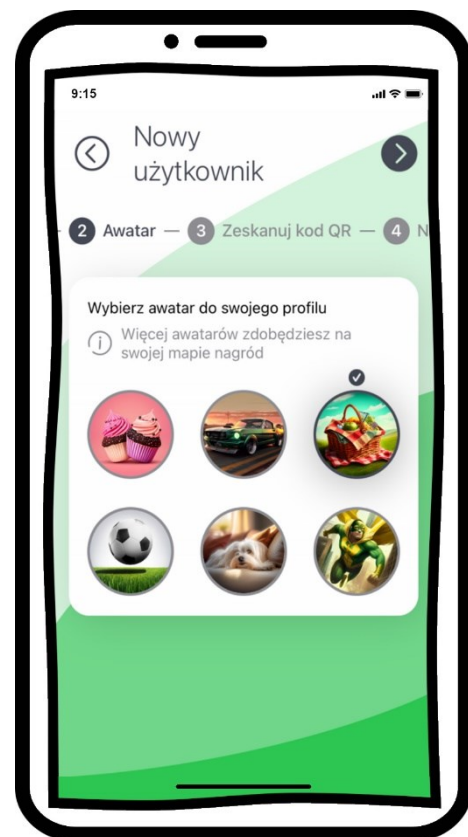 9:15
Nowy
użytkownik
2 Awatar — 3 Zeskanuj kod QR — 4 N
Wybierz awatar do swojego profilu
Więcej awatarów zdobędziesz na
swojej mapie nagród